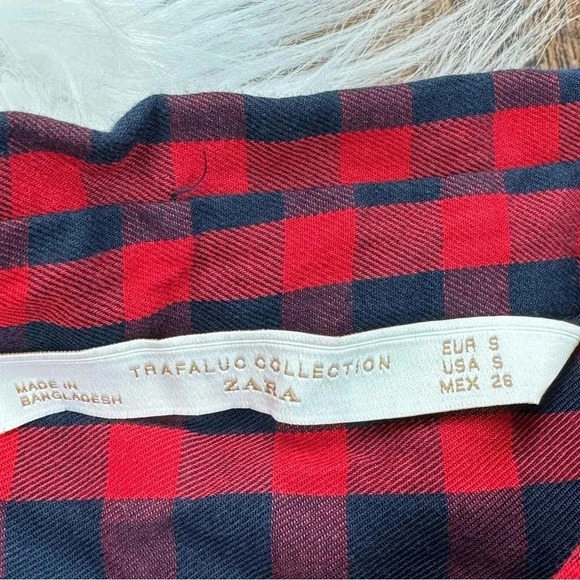 MADE IN
BANGLADESH
TRAFALUC COLLECTION
ZARA
EUR S
USA S
MEX 26